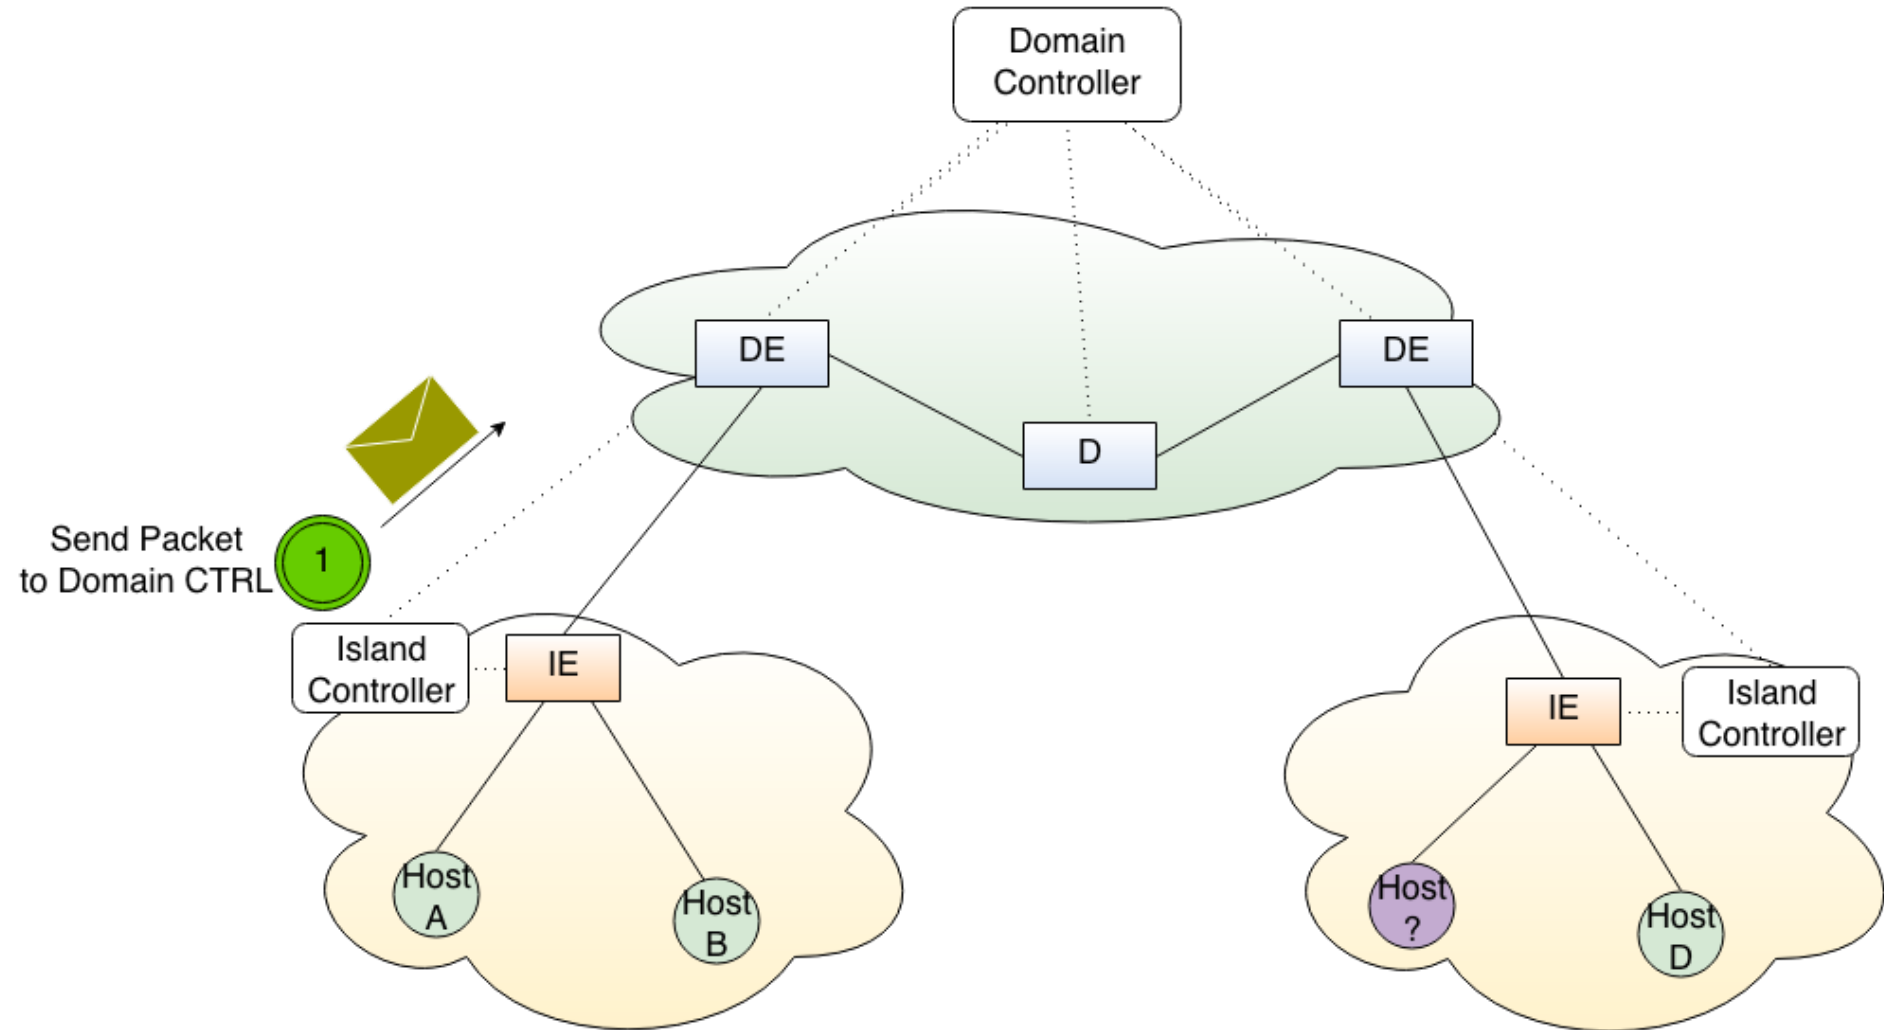 Domain
Controller
DE
DE
D
Send Packet
to Domain CTRL
1
Island
Controller
IE
IE
Island
Controller
Host
A
Host
B
Host
?
Host
D